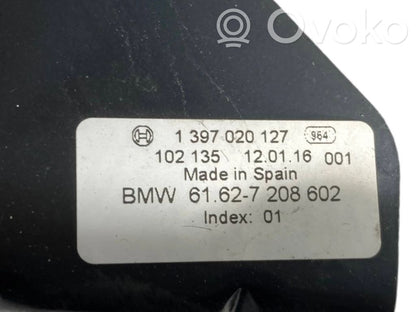 Ovoko
1 397 020 127 964
102 135 12.01.16 001
Made in Spain
BMW 61.62-7 208 602
Index: 01